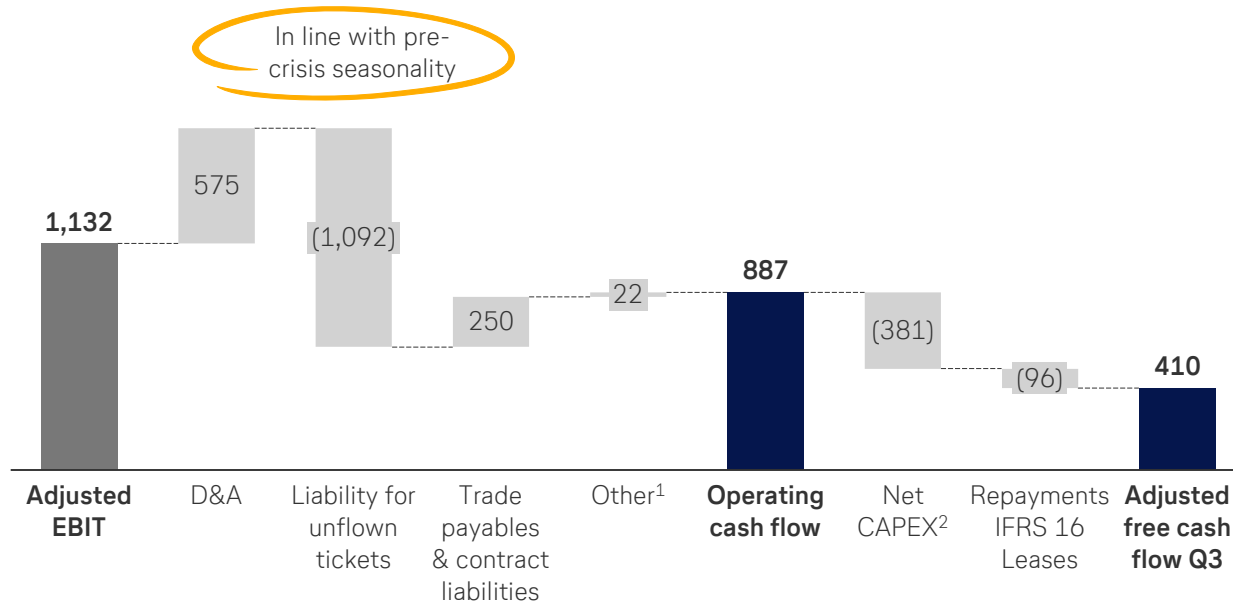 In line with pre-
crisis seasonality
1,132
575
(1,092)
250
22
887
(381)
(96)
410
Adjusted
EBIT
D&A
Liability for
unflown
tickets
Trade
payables
& contract
liabilities
Other¹
Operating
cash flow
Net
CAPEX²
Repayments
IFRS 16
Leases
Adjusted
free cash
flow Q3